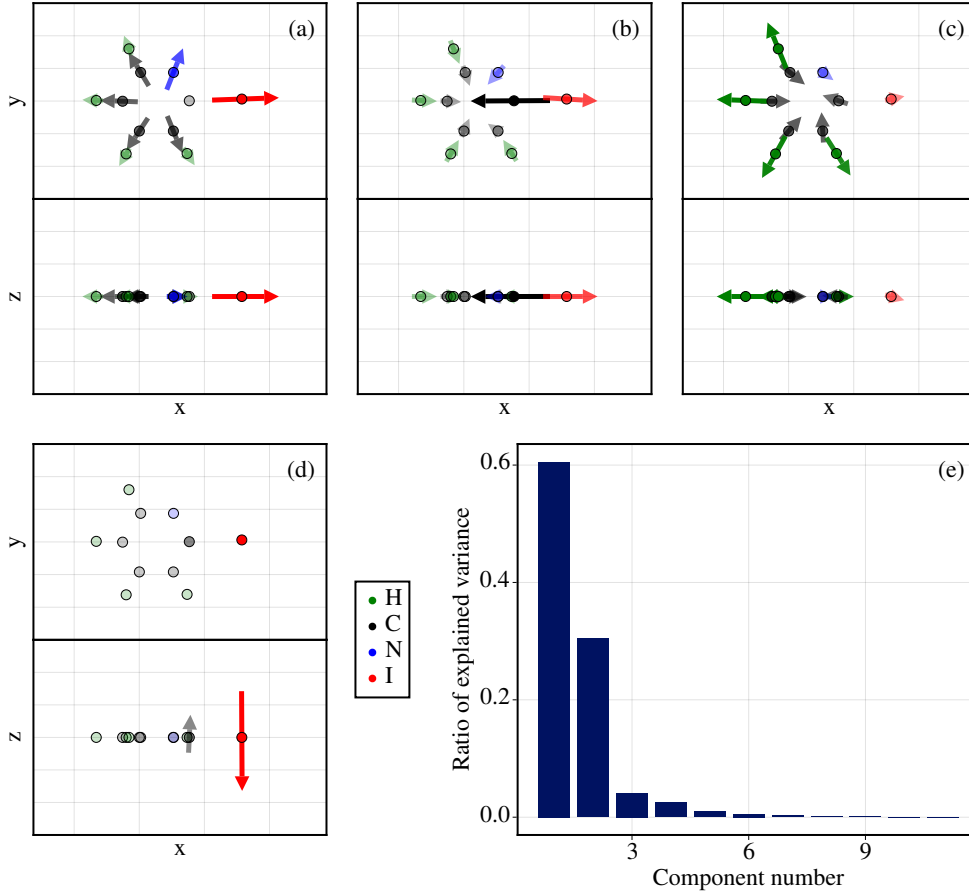 (a)
(b)
(c)
y
z
x
x
x
(d)
y
z
x
H
C
N
I
(e)
Ratio of explained variance
0.6
0.4
0.2
0.0
3
6
9
Component number